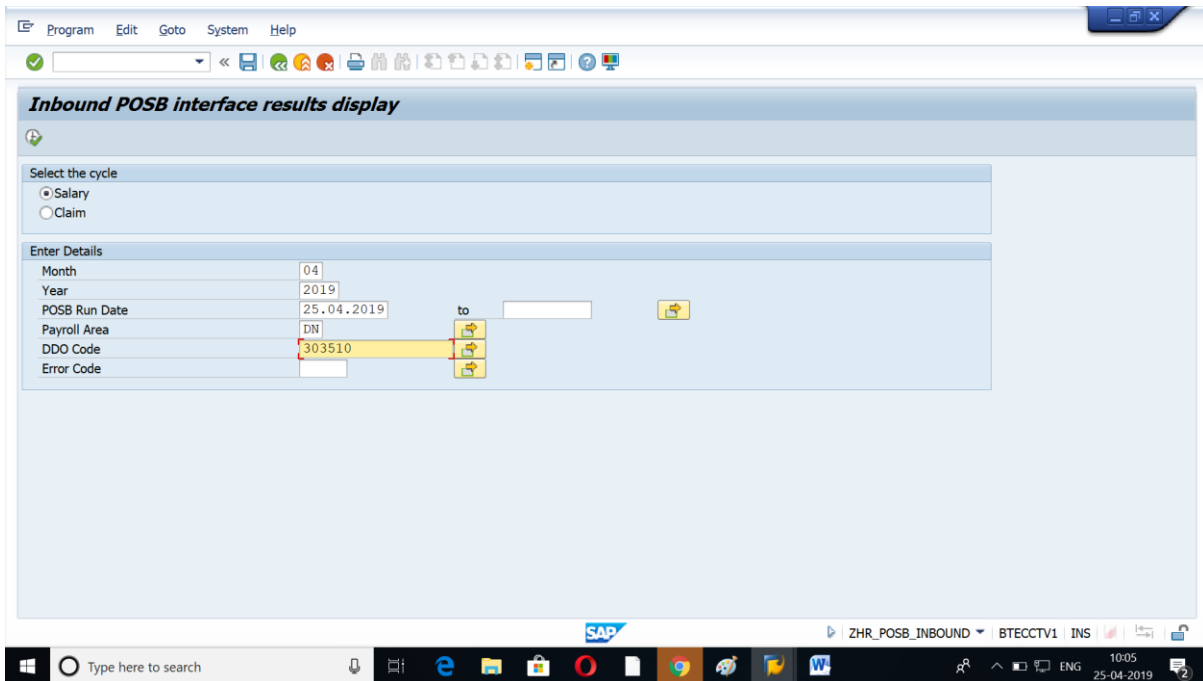 Program Edit Goto System Help
Inbound POSB interface results display
Select the cycle
Salary
Claim
Enter Details
Month 04
Year 2019
POSB Run Date 25.04.2019 to
Payroll Area DN
DDO Code 303510
Error Code
SAP ZHR_POSB_INBOUND BTECCTV1 INS
Type here to search ENG 10:05
25-04-2019 2